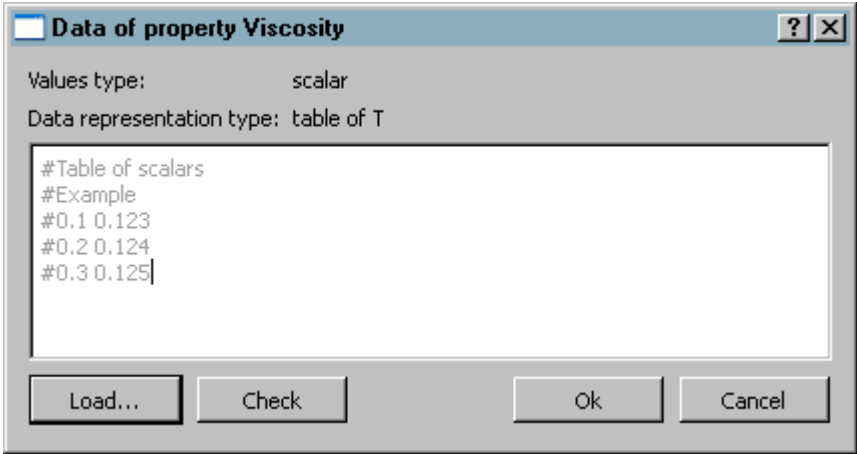 Data of property Viscosity
Values type: scalar
Data representation type: table of T
#Table of scalars
#Example
#0.1 0.123
#0.2 0.124
#0.3 0.125
Load... Check Ok Cancel